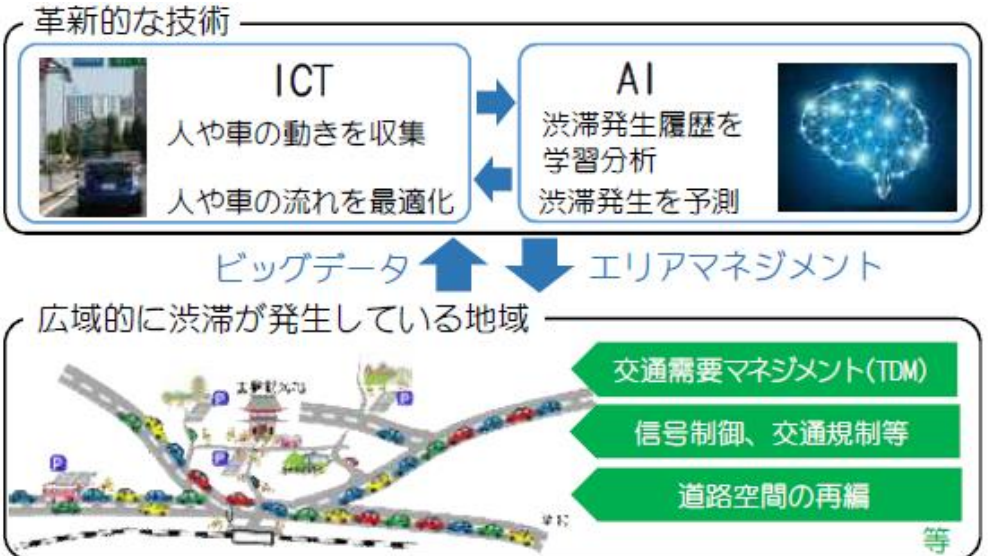 革新的な技術
ICT
人や車の動きを収集
人や車の流れを最適化
AI
渋滞発生履歴を
学習分析
渋滞発生を予測
ビッグデータ
エリアマネジメント
広域的に渋滞が発生している地域
P
P
P
P
交通需要マネジメント(TDM)
信号制御、交通規制等
道路空間の再編
等